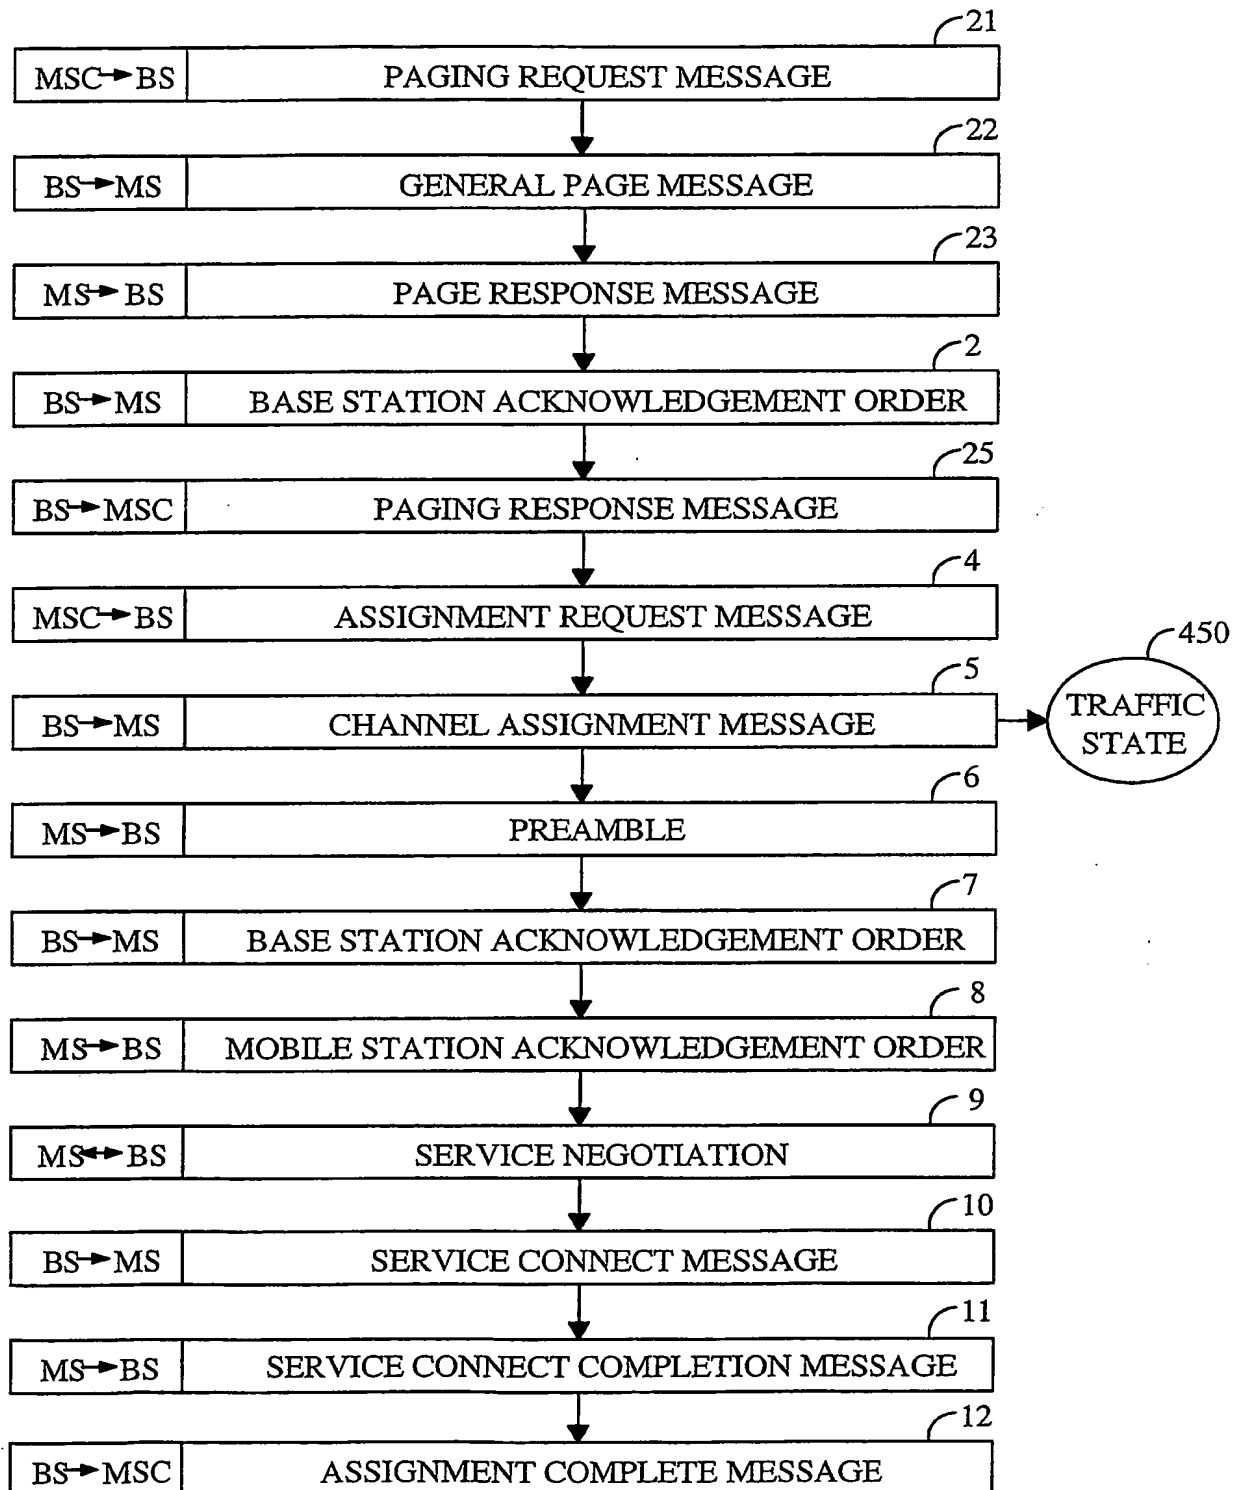 21
MSC→BS PAGING REQUEST MESSAGE
22
BS→MS GENERAL PAGE MESSAGE
23
MS→BS PAGE RESPONSE MESSAGE
2
BS→MS BASE STATION ACKNOWLEDGEMENT ORDER
25
BS→MSC PAGING RESPONSE MESSAGE
4
MSC→BS ASSIGNMENT REQUEST MESSAGE
450
5
BS→MS CHANNEL ASSIGNMENT MESSAGE
TRAFFIC
STATE
6
MS→BS PREAMBLE
7
BS→MS BASE STATION ACKNOWLEDGEMENT ORDER
8
MS→BS MOBILE STATION ACKNOWLEDGEMENT ORDER
9
MS↔BS SERVICE NEGOTIATION
10
BS→MS SERVICE CONNECT MESSAGE
11
MS→BS SERVICE CONNECT COMPLETION MESSAGE
12
BS→MSC ASSIGNMENT COMPLETE MESSAGE